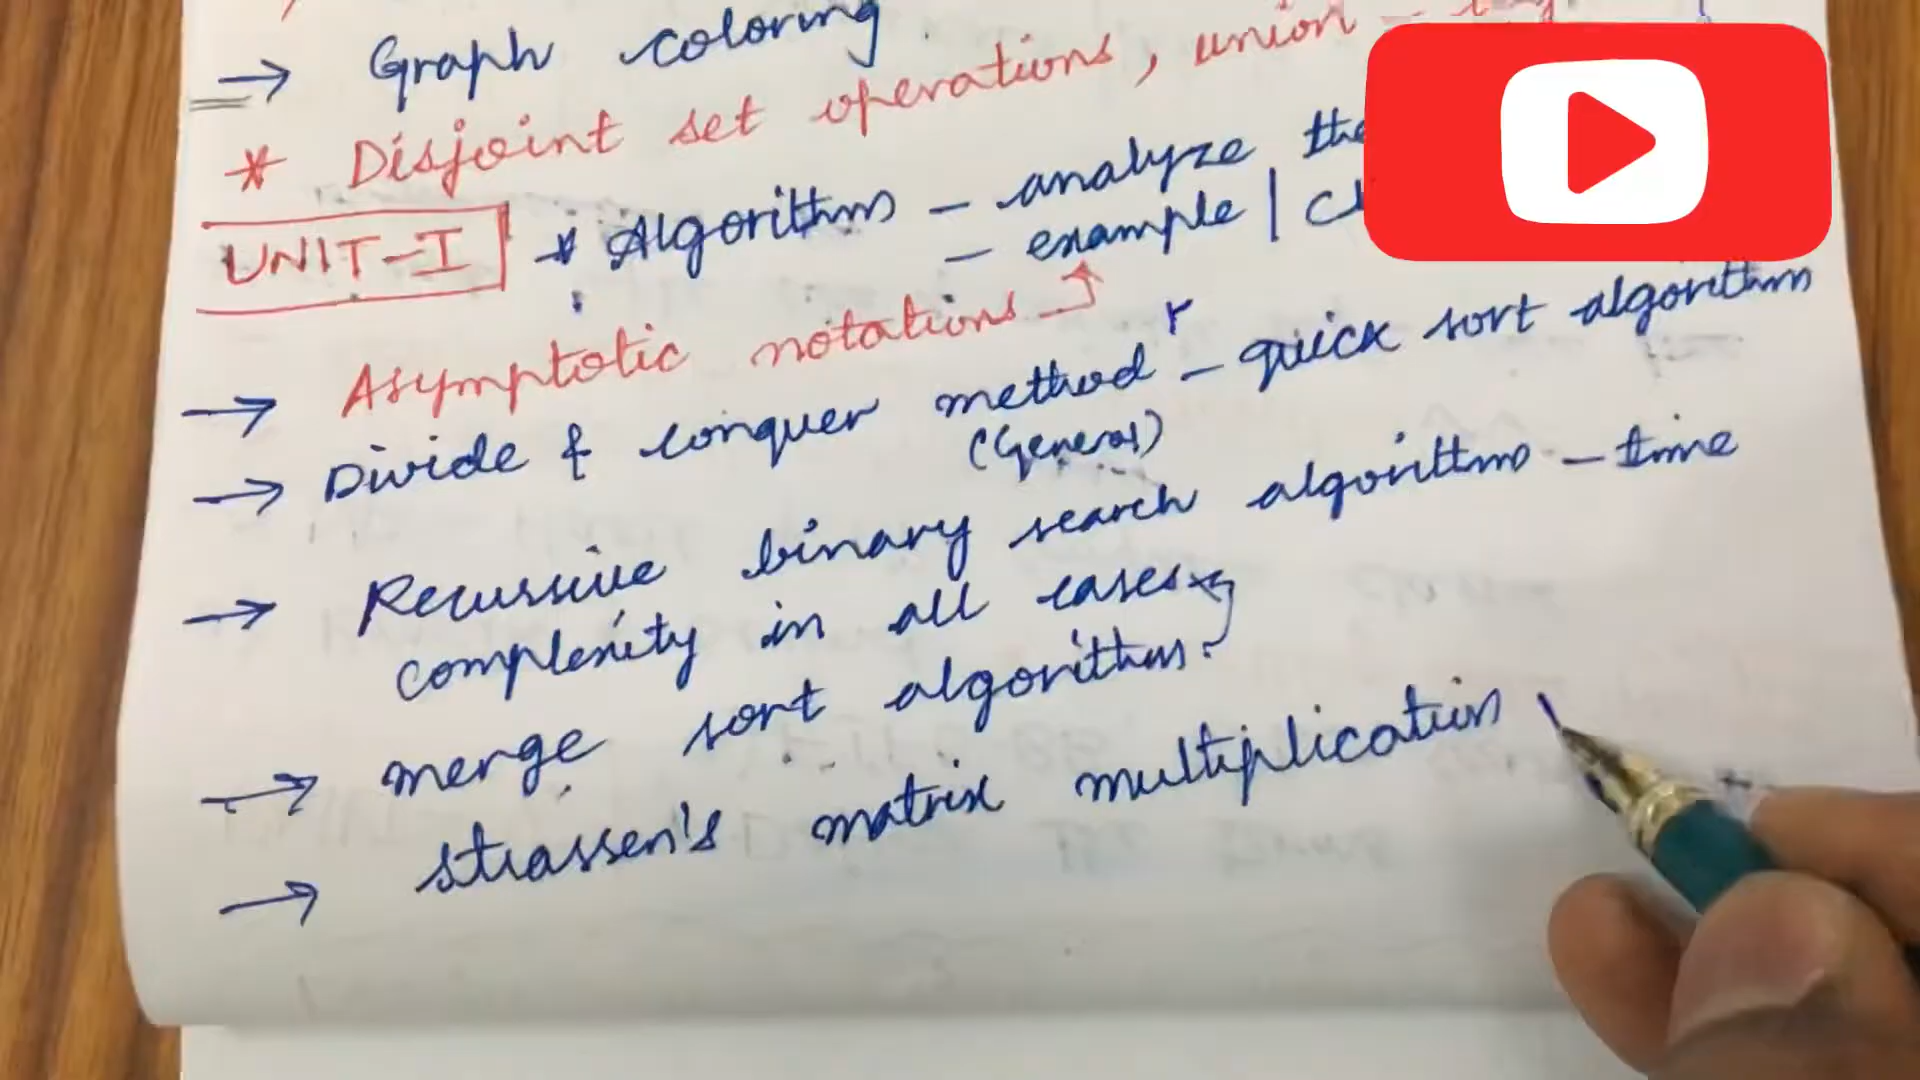 → Graph coloring.
* Disjoint set operations, union -
UNIT-I * Algorithm - analyze the
- example |
→ Asymptotic notations
→ Divide & conquer method - quick sort algorithm
(General)
→ Recursive binary search algorithm - time
complexity in all cases
→ merge sort algorithm.
→ strassen's matrix multiplication